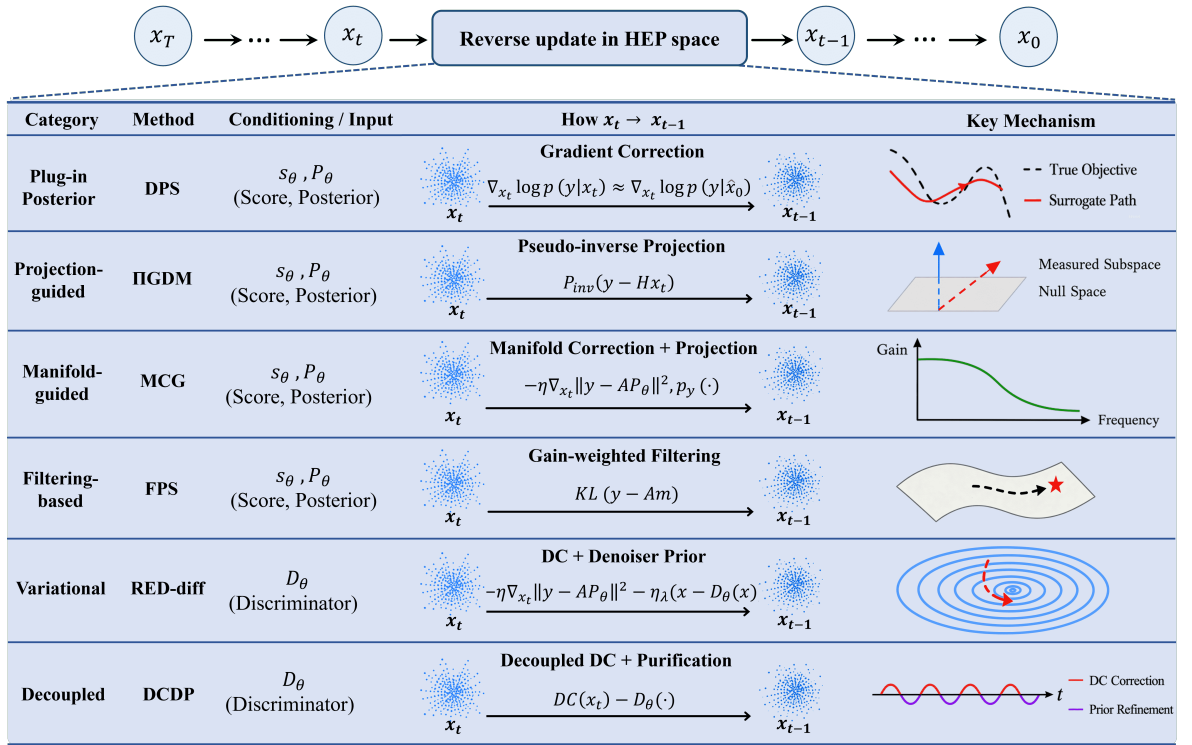 x_T → ... → x_t → Reverse update in HEP space → x_{t−1} → ... → x_0
Category Method Conditioning / Input How x_t → x_{t−1} Key Mechanism
Plug-in
Posterior
DPS
s_θ , P_θ
(Score, Posterior)
Gradient Correction
∇_{x_t} log p (y|x_t) ≈ ∇_{x_t} log p (y|x̂_0)
x_t
x_{t−1}
True Objective
Surrogate Path
Projection-
guided
ΠGDM
s_θ , P_θ
(Score, Posterior)
Pseudo-inverse Projection
P_{inv}(y − Hx_t)
x_t
x_{t−1}
Measured Subspace
Null Space
Manifold-
guided
MCG
s_θ , P_θ
(Score, Posterior)
Manifold Correction + Projection
−η∇_{x_t}‖y − AP_θ‖², p_y (·)
x_t
x_{t−1}
Gain
Frequency
Filtering-
based
FPS
s_θ , P_θ
(Score, Posterior)
Gain-weighted Filtering
KL (y − Am)
x_t
x_{t−1}
Variational
RED-diff
D_θ
(Discriminator)
DC + Denoiser Prior
−η∇_{x_t}‖y − AP_θ‖² − η_λ(x − D_θ(x)
x_t
x_{t−1}
Decoupled
DCDP
D_θ
(Discriminator)
Decoupled DC + Purification
DC(x_t) − D_θ(·)
x_t
x_{t−1}
t
DC Correction
Prior Refinement